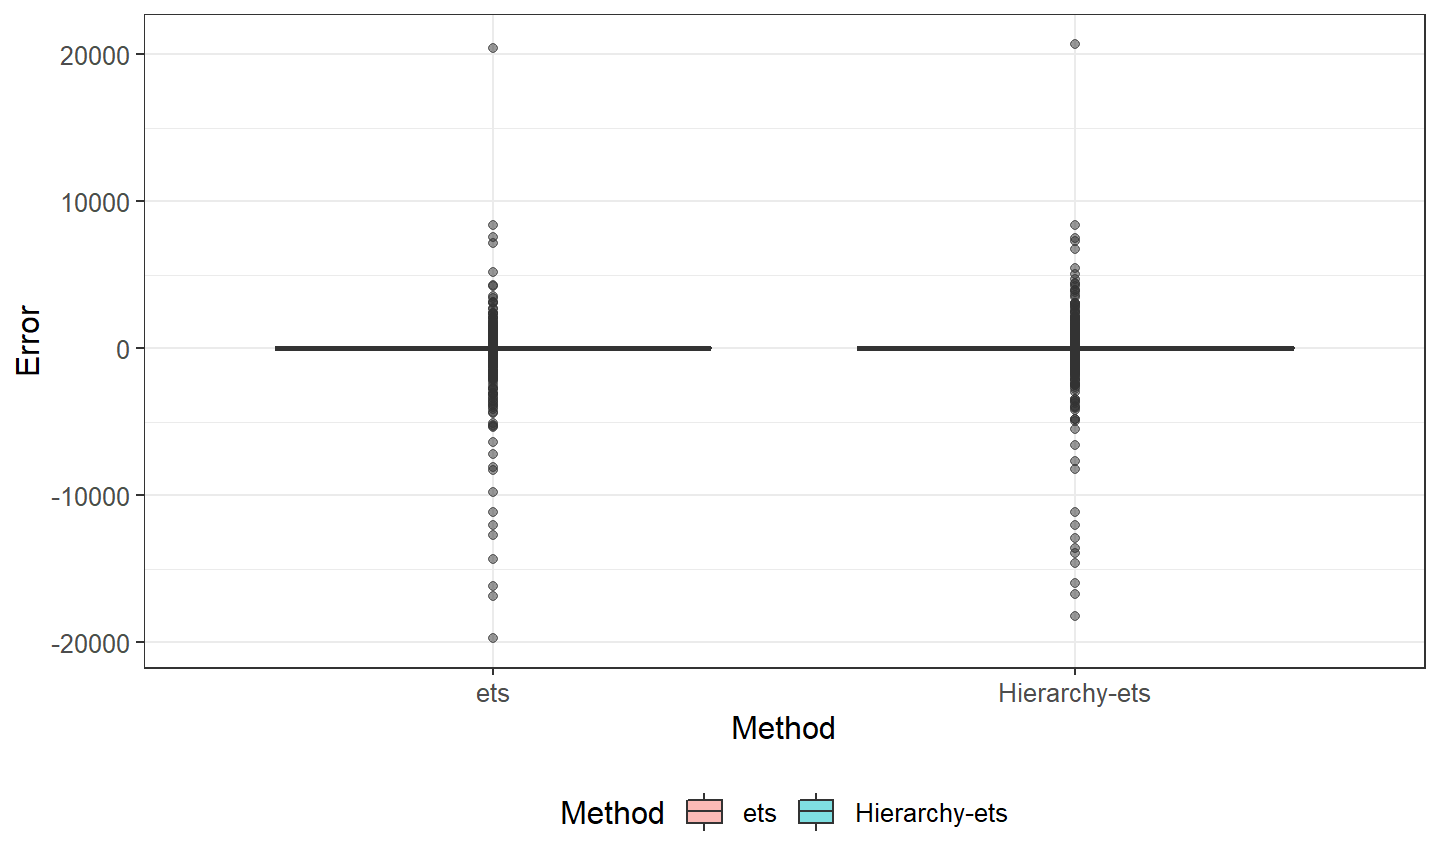 20000
10000
0
-10000
-20000
Error
ets Hierarchy-ets
Method
Method ets Hierarchy-ets